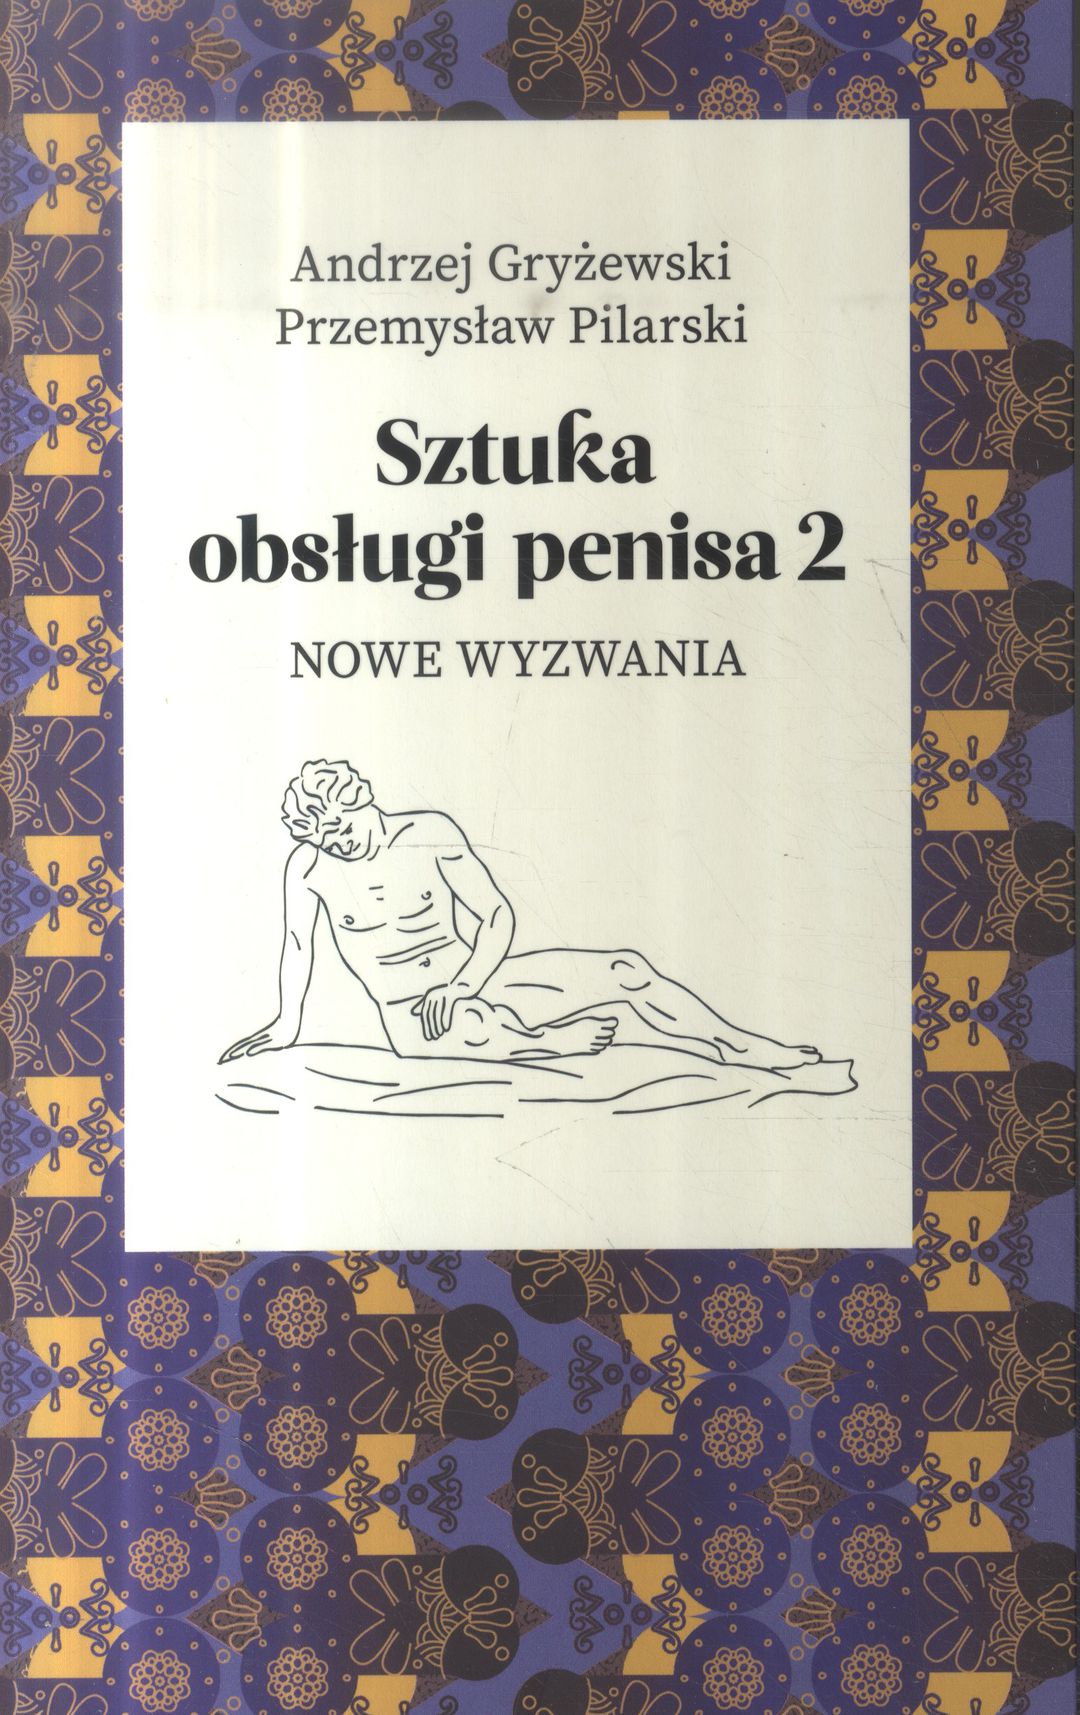 Andrzej Gryżewski
Przemysław Pilarski
Sztuka
obsługi penisa 2
NOWE WYZWANIA